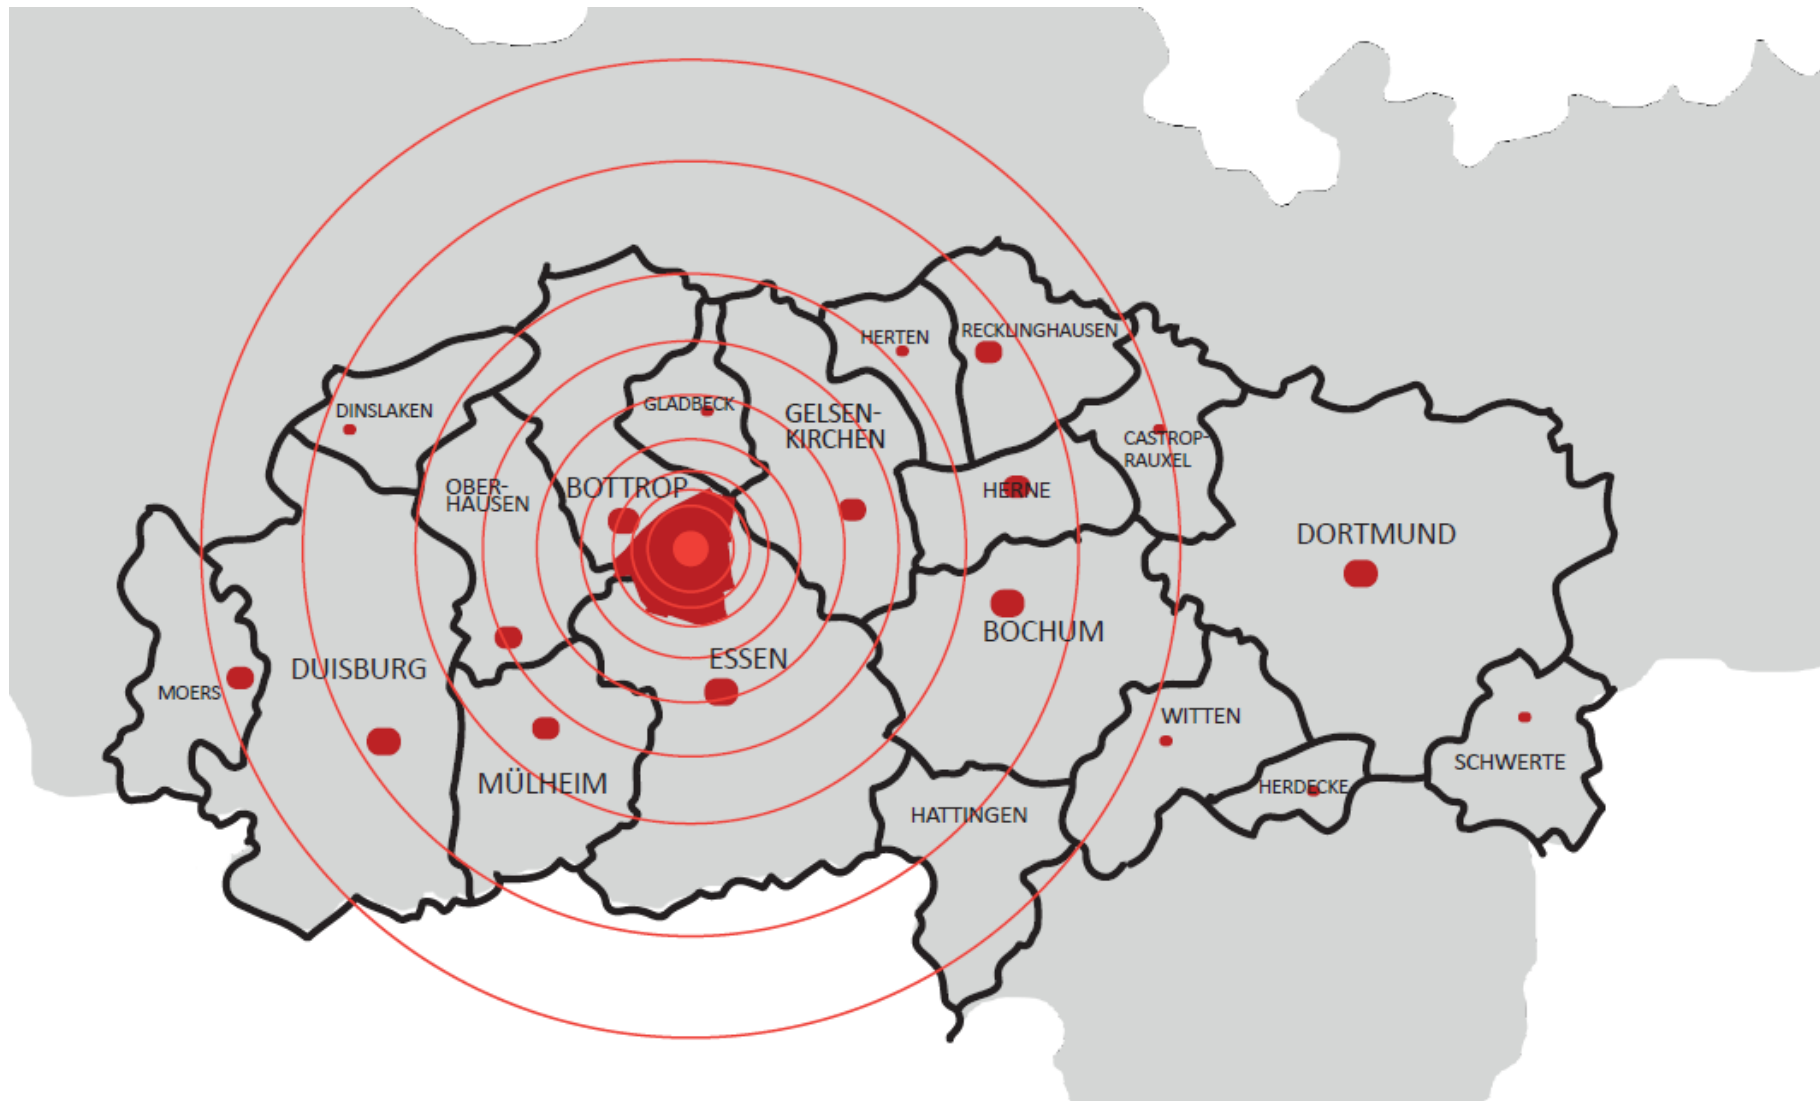 HERTEN
RECKLINGHAUSEN
DINSLAKEN
GLADBECK
GELSEN-
KIRCHEN
CASTROP-
RAUXEL
OBER-
HAUSEN
BOTTROP
HERNE
DORTMUND
BOCHUM
ESSEN
DUISBURG
MOERS
WITTEN
SCHWERTE
MÜLHEIM
HERDECKE
HATTINGEN